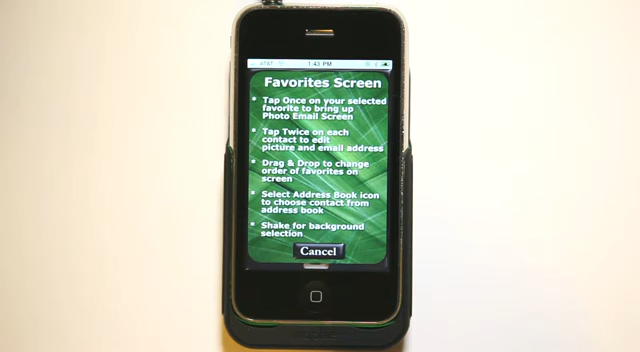 AT&T 1:43 PM
Favorites Screen
Tap Once on your selected
favorite to bring up
Photo Email Screen
Tap Twice on each
contact to edit
picture and email address
Drag & Drop to change
order of favorites on
screen
Select Address Book icon
to choose contact from
address book
Shake for background
selection
Cancel